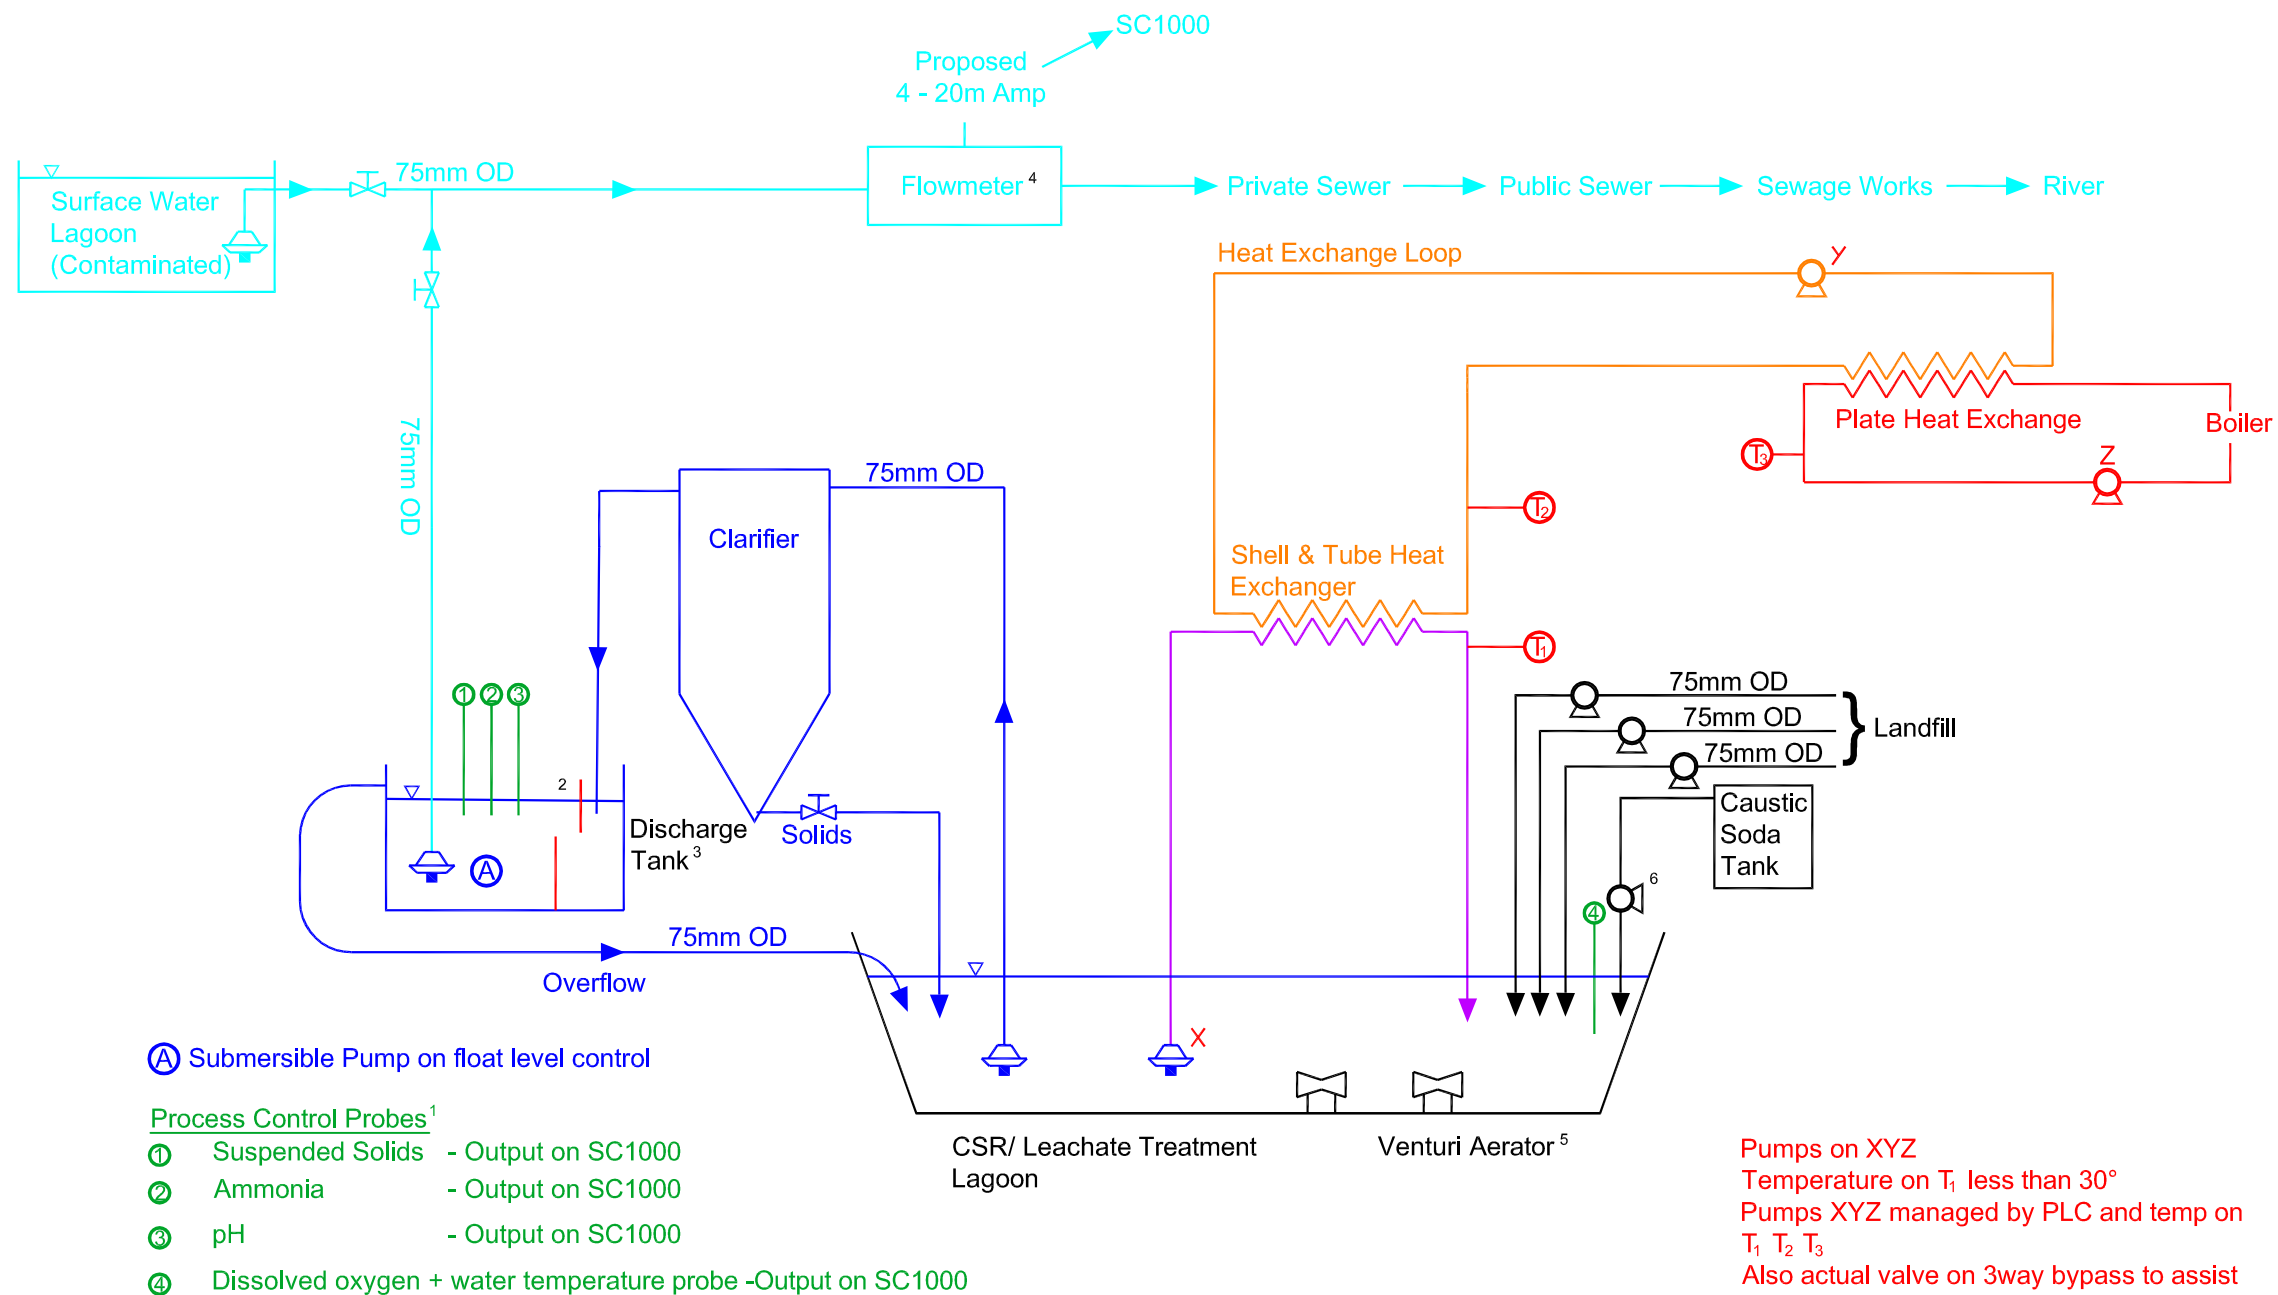 SC1000
Proposed
4 - 20m Amp
75mm OD
Surface Water
Lagoon
(Contaminated)
Flowmeter 4
Private Sewer
Public Sewer
Sewage Works
River
Heat Exchange Loop
Y
Plate Heat Exchange
Boiler
T3
Z
75mm OD
75mm OD
Clarifier
T2
Shell & Tube Heat
Exchanger
T1
1 2 3
75mm OD
75mm OD
75mm OD
Landfill
2
Discharge
Tank 3
Solids
A
Caustic
Soda
Tank
6
4
75mm OD
Overflow
X
A Submersible Pump on float level control
Process Control Probes 1
1 Suspended Solids - Output on SC1000
2 Ammonia - Output on SC1000
3 pH - Output on SC1000
4 Dissolved oxygen + water temperature probe -Output on SC1000
CSR/ Leachate Treatment
Lagoon
Venturi Aerator 5
Pumps on XYZ
Temperature on T1 less than 30°
Pumps XYZ managed by PLC and temp on
T1 T2 T3
Also actual valve on 3way bypass to assist